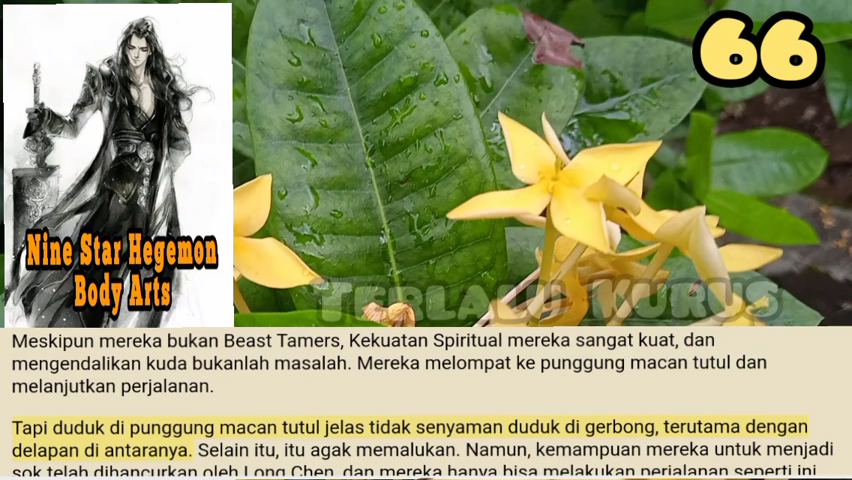 66
Nine Star Hegemon
Body Arts
TERLALU KURUS
Meskipun mereka bukan Beast Tamers, Kekuatan Spiritual mereka sangat kuat, dan
mengendalikan kuda bukanlah masalah. Mereka melompat ke punggung macan tutul dan
melanjutkan perjalanan.
Tapi duduk di punggung macan tutul jelas tidak senyaman duduk di gerbong, terutama dengan
delapan di antaranya. Selain itu, itu agak memalukan. Namun, kemampuan mereka untuk menjadi
sok telah dihancurkan oleh Long Chen, dan mereka hanya bisa melakukan perjalanan seperti ini